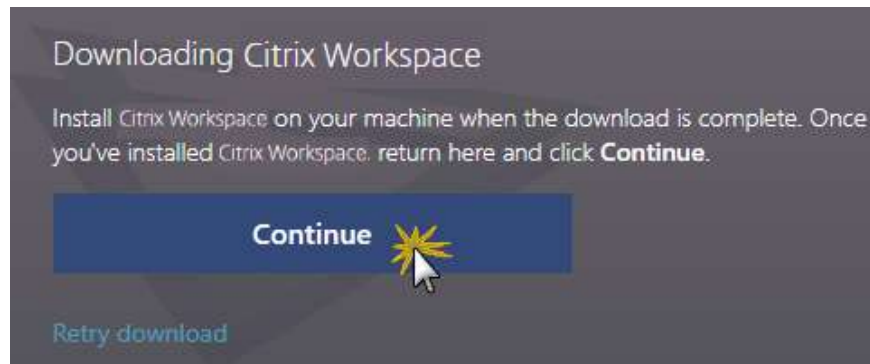 Downloading Citrix Workspace
Install Citrix Workspace on your machine when the download is complete. Once
you've installed Citrix Workspace. return here and click Continue.
Continue
Retry download